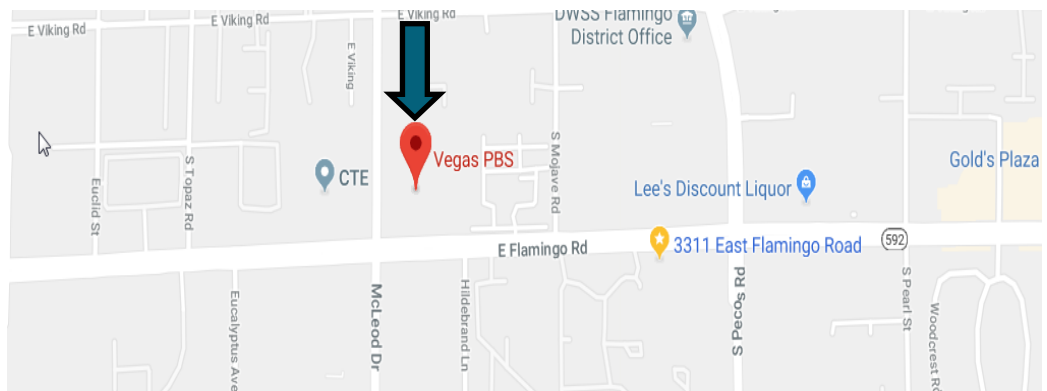 E Viking Rd
E Viking Rd
E Viking Rd
DWSS Flamingo
District Office
E Viking
Vegas PBS
CTE
S Mojave Rd
S Topaz Rd
Euclid St
Gold's Plaza
Lee's Discount Liquor
E Flamingo Rd
3311 East Flamingo Road
592
McLeod Dr
Hildebrand Ln
Eucalyptus Ave
S Pecos Rd
S Pearl St
Woodcrest Rd